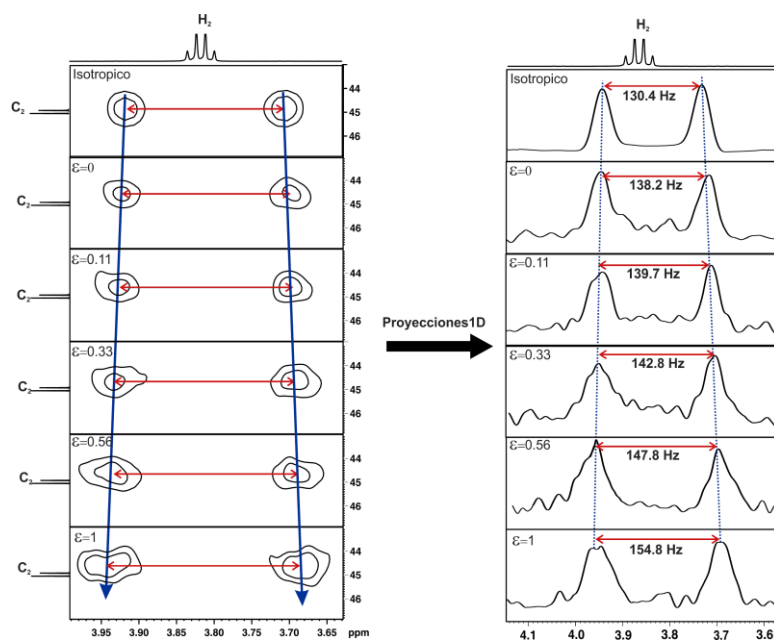 H2
Isotropico
C2
44
45
46
ε=0
C2
44
45
46
ε=0.11
C2
44
45
46
ε=0.33
C2
44
45
46
ε=0.56
C2
44
45
46
ε=1
C2
44
45
46
3.95 3.90 3.85 3.80 3.75 3.70 3.65 ppm
Proyecciones1D
H2
Isotropico
130.4 Hz
ε=0
138.2 Hz
ε=0.11
139.7 Hz
ε=0.33
142.8 Hz
ε=0.56
147.8 Hz
ε=1
154.8 Hz
4.1 4.0 3.9 3.8 3.7 3.6